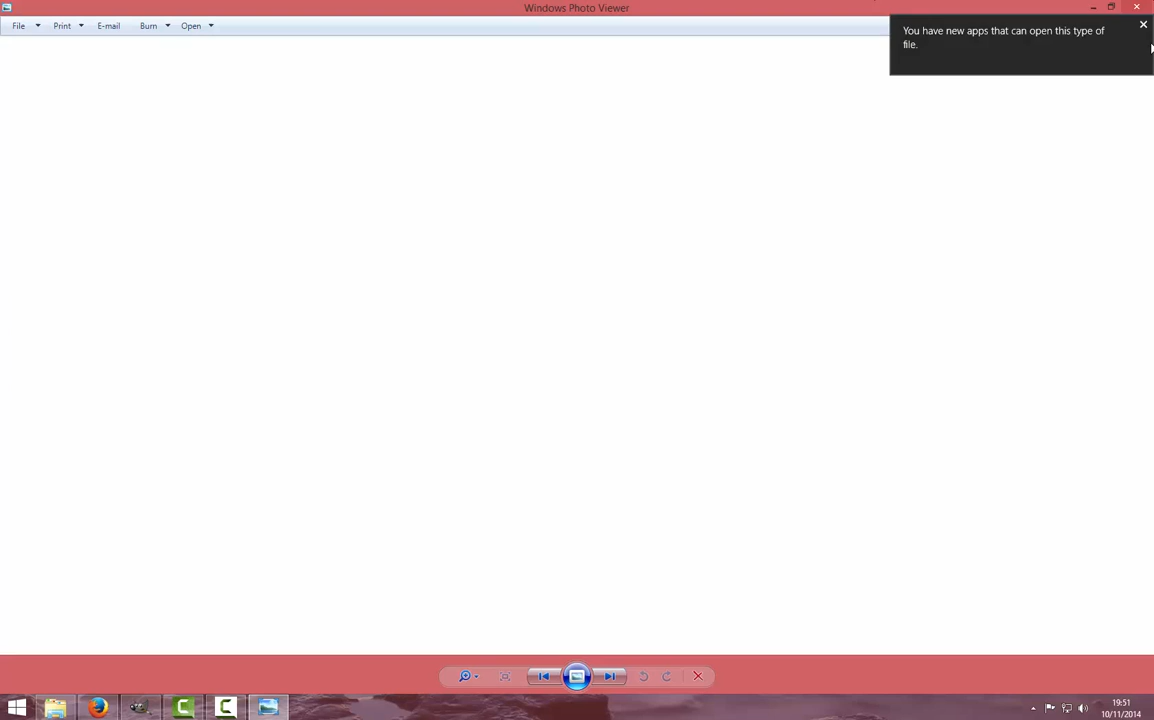 Windows Photo Viewer
File Print E-mail Burn Open
You have new apps that can open this type of
file.
19:51
10/11/2014